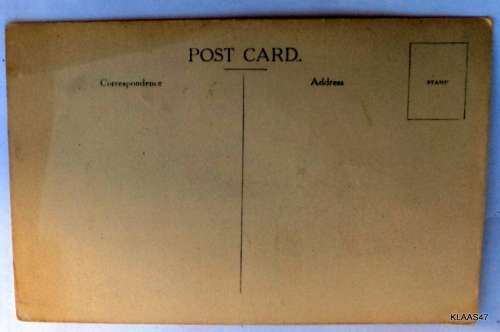 POST CARD.
Correspondence
Address
STAMP
KLAAS47